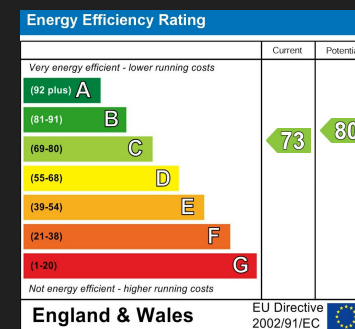 Energy Efficiency Rating
Current
Very energy efficient - lower running costs
(92 plus) A
(81-91) B
(69-80) C
73
80
(55-68) D
(39-54) E
(21-38) F
(1-20) G
Not energy efficient - higher running costs
England & Wales
EU Directive
2002/91/EC